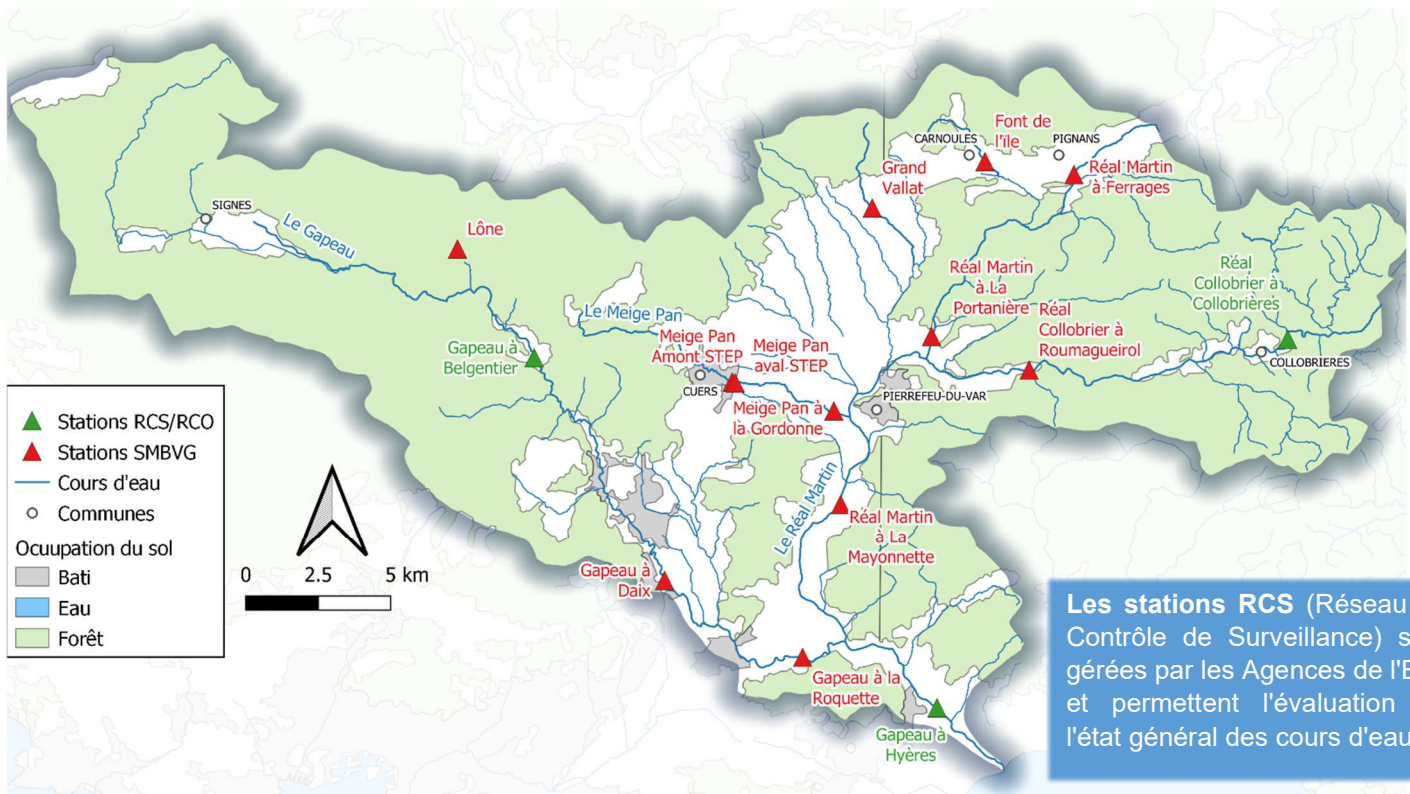 Font de
l'île
CARNOULES
PIGNANS
Grand
Vallat
Réal Martin
à Ferrages
SIGNES
Le Gapeau
Lône
Réal Martin
à La
Portanière
Réal
Collobrier à
Collobrières
Réal
Collobrier à
Roumagueirol
COLLOBRIERES
Le Meige Pan
Meige Pan
Amont STEP
Meige Pan
aval STEP
Gapeau à
Belgentier
CUERS
Meige Pan à
la Gordonne
PIERREFEU-DU-VAR
Stations RCS/RCO
Stations SMBVG
Cours d'eau
Communes
Ocuupation du sol
Bati
Eau
Forêt
0 2.5 5 km
Le Réal Martin
Réal Martin
à La
Mayonnette
Gapeau à
Daix
Gapeau à la
Roquette
Gapeau à
Hyères
Les stations RCS (Réseau
Contrôle de Surveillance) s
gérées par les Agences de l'E
et permettent l'évaluation
l'état général des cours d'eau